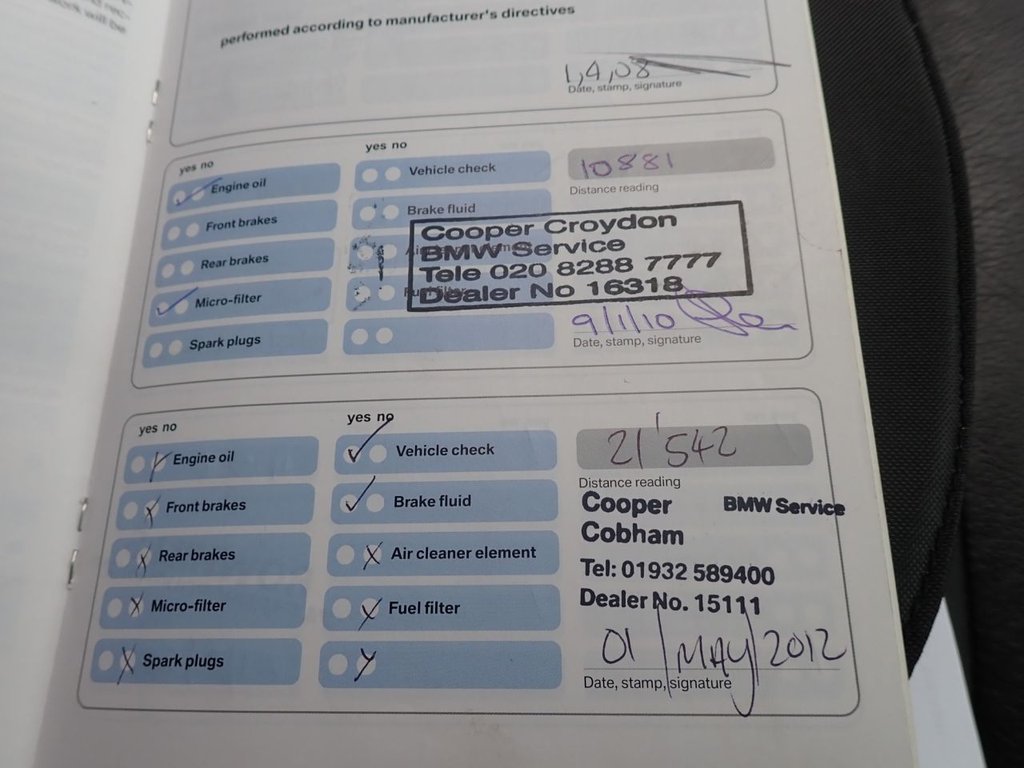 be
performed according to manufacturer's directives
1,4,08
Date, stamp, signature
yes no
Engine oil
Front brakes
Rear brakes
Micro-filter
Spark plugs
yes no
Vehicle check
Brake fluid
10881
Distance reading
Cooper Croydon
BMW Service
Tele 020 8288 7777
Dealer No 16318
9/1/10
Date, stamp, signature
yes no
Engine oil
Front brakes
Rear brakes
Micro-filter
Spark plugs
yes no
Vehicle check
Brake fluid
Air cleaner element
Fuel filter
21'542
Distance reading
Cooper BMW Service
Cobham
Tel: 01932 589400
Dealer No. 15111
01/MAY/2012
Date, stamp, signature